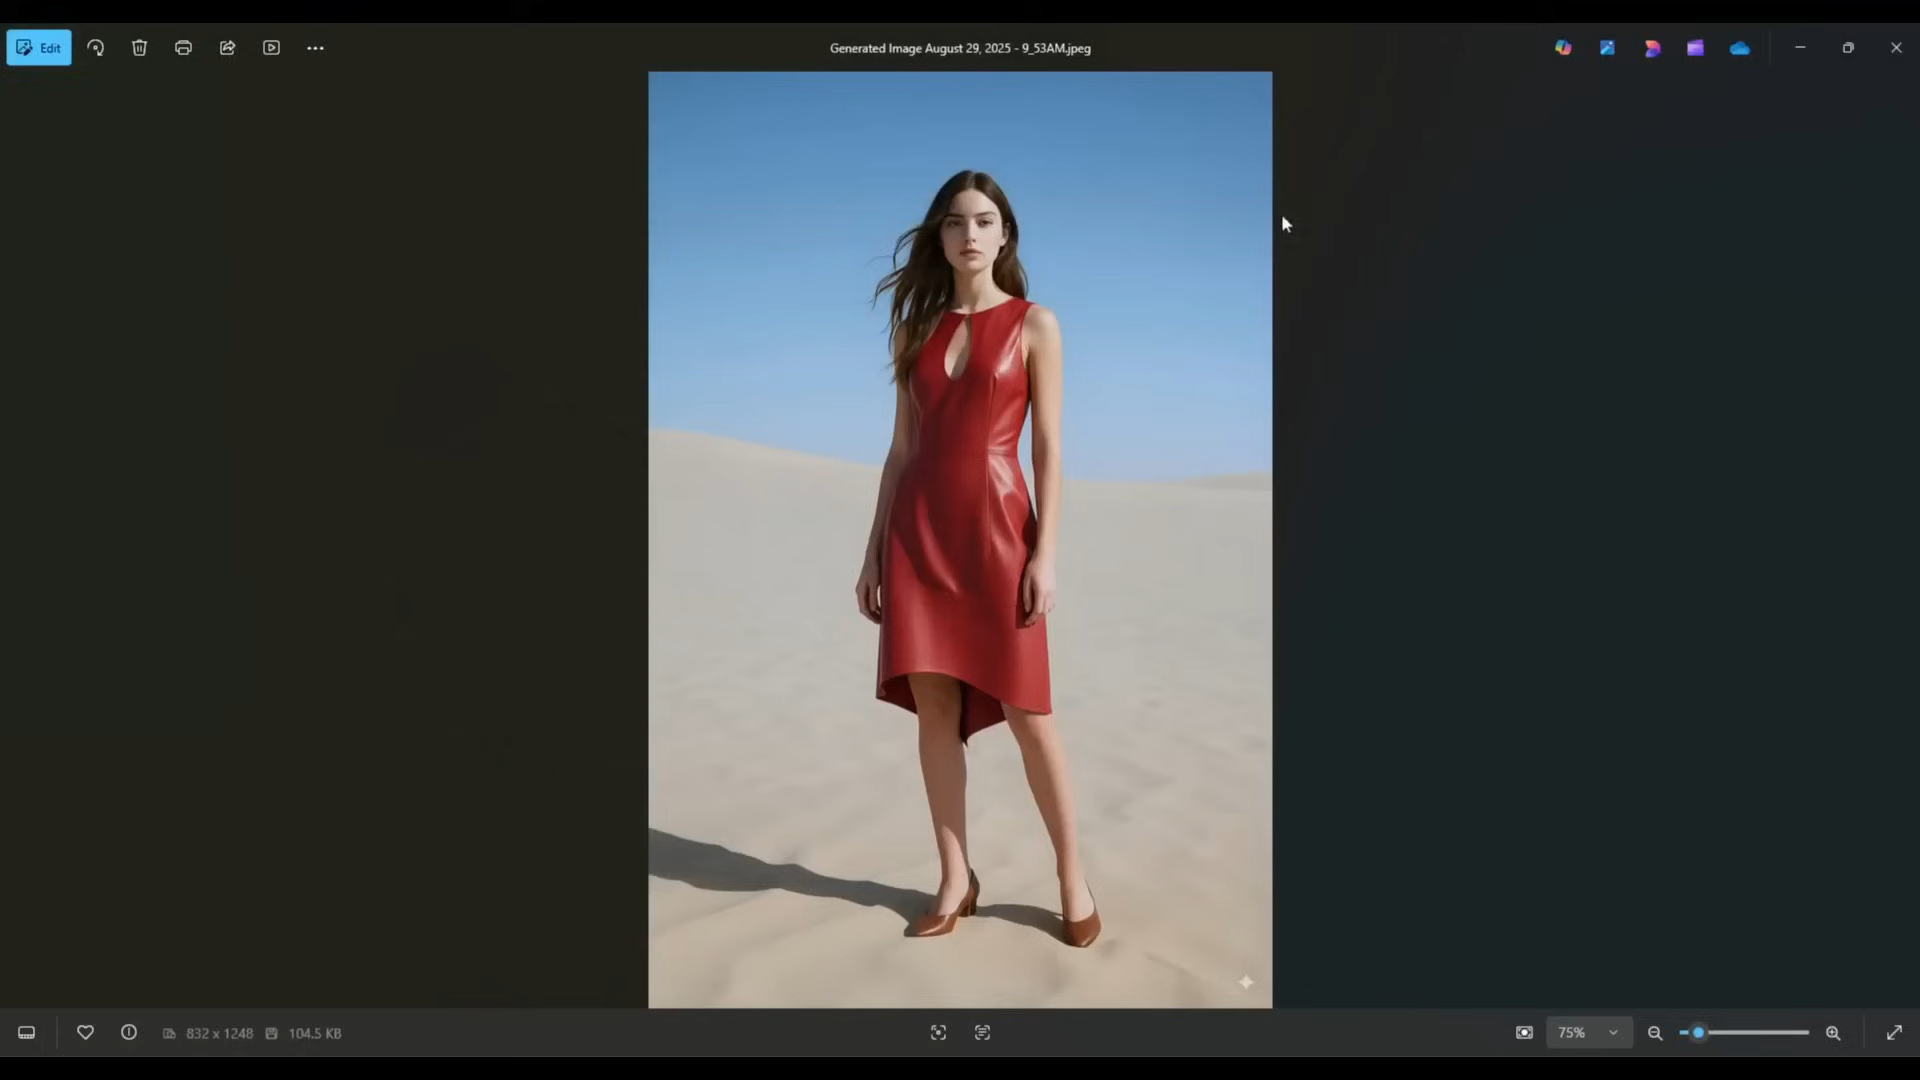 Edit
Generated Image August 29, 2025 - 9_53AM.jpeg
832 x 1248
104.5 KB
75%